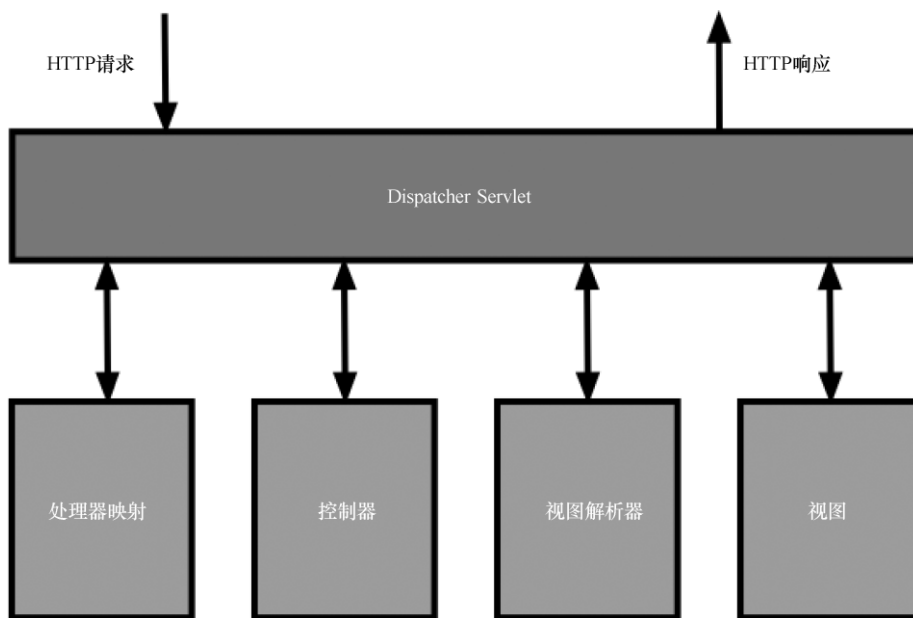 HTTP请求
HTTP响应
Dispatcher Servlet
处理器映射
控制器
视图解析器
视图